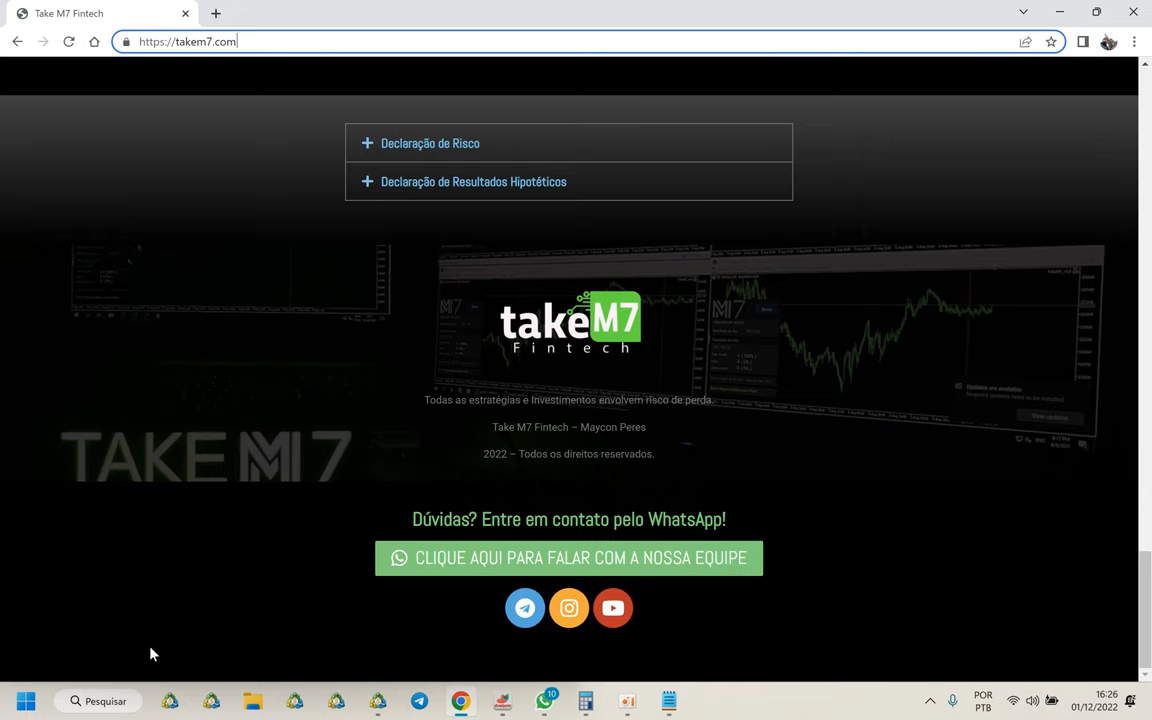 Take M7 Fintech
https://takem7.com
Declaração de Risco
Declaração de Resultados Hipotéticos
takeM7
Fintech
Todas as estratégias e Investimentos envolvem risco de perda.
Take M7 Fintech – Maycon Peres
2022 – Todos os direitos reservados.
TAKE M7
Dúvidas? Entre em contato pelo WhatsApp!
CLIQUE AQUI PARA FALAR COM A NOSSA EQUIPE
Pesquisar
10
POR
PTB
16:26
01/12/2022